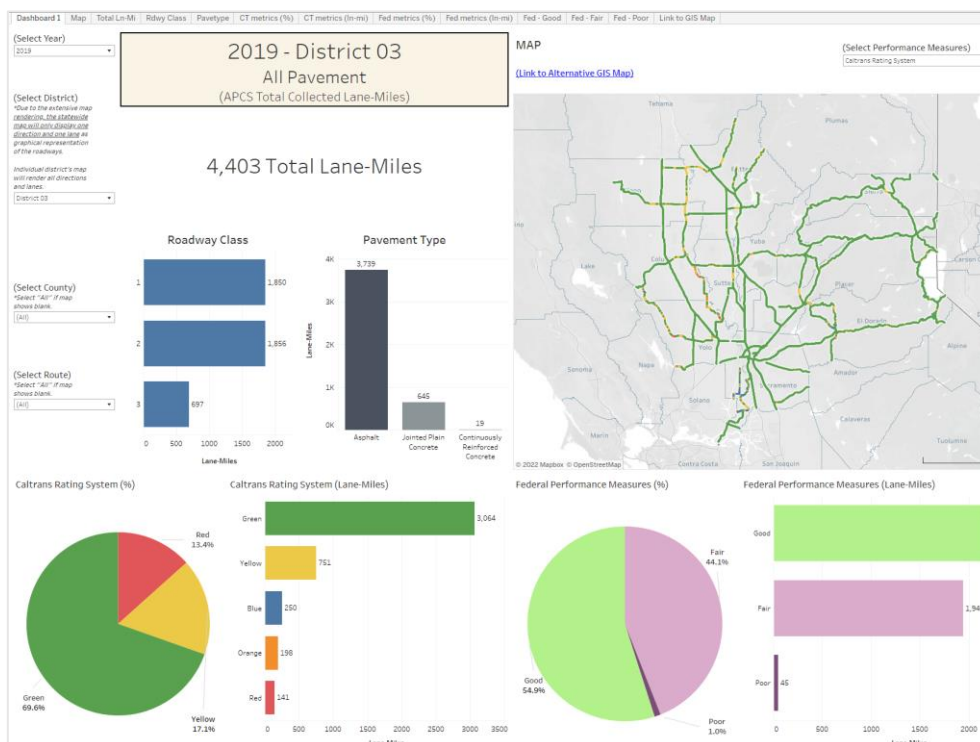 Dashboard 1 Map Total Ln-Mi Rdwy Class Pavetype CT metrics (%) CT metrics (ln-mi) Fed metrics (%) Fed metrics (ln-mi) Fed - Good Fed - Fair Fed - Poor Link to GIS Map
(Select Year)
2019
2019 - District 03
All Pavement
(APCS Total Collected Lane-Miles)
MAP
(Link to Alternative GIS Map)
(Select Performance Measures)
Caltrans Rating System
(Select District)
*Due to the extensive map
rendering, the statewide
map will only display one
direction and one lane as
graphical representation
of the roadways.
Individual district's map
will render all directions
and lanes.
District 03
4,403 Total Lane-Miles
(Select County)
*Select "All" if map
shows blank.
(All)
(Select Route)
*Select "All" if map
shows blank.
(All)
Roadway Class
1
1,850
2
1,856
3
697
0 500 1000 1500 2000
Lane-Miles
Pavement Type
4K
3K
2K
1K
0K
Lane-Miles
3,739
645
19
Asphalt
Jointed Plain
Concrete
Continuously
Reinforced
Concrete
Tehama
Plumas
Butte
Lake
Colu
Yuba
Sutte
Placer
Carson C
El Dorado
Alpine
Sonoma
Napa
Yolo
Amador
Solano
Sacramento
Calaveras
Marin
Tuolumne
Contra Costa
San Joaquin
© 2022 Mapbox © OpenStreetMap
Caltrans Rating System (%)
Red
13.4%
Green
69.6%
Yellow
17.1%
Caltrans Rating System (Lane-Miles)
Green
3,064
Yellow
751
Blue
250
Orange
198
Red
141
0 500 1000 1500 2000 2500 3000 3500
Lane-Miles
Federal Performance Measures (%)
Fair
44.1%
Good
54.9%
Poor
1.0%
Federal Performance Measures (Lane-Miles)
Good
Fair
1,94
Poor
45
0 500 1000 1500 2000
Lane-Miles